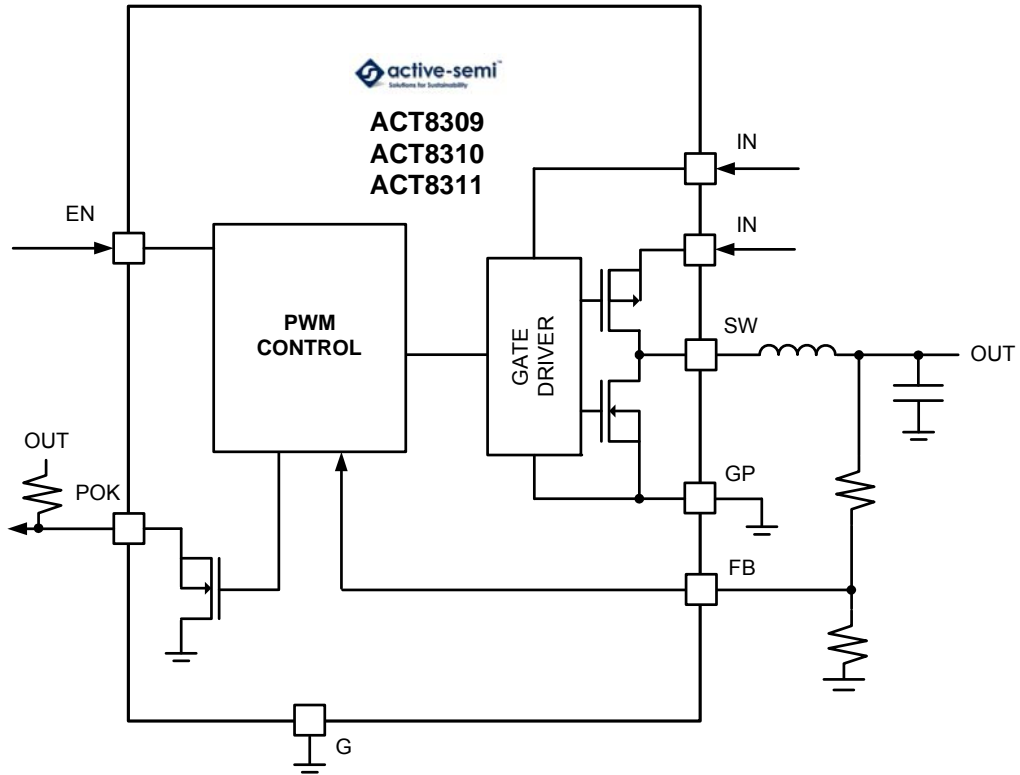 active-semi™
Solutions for Sustainability
ACT8309
ACT8310
ACT8311
IN
EN
IN
PWM
CONTROL
GATE
DRIVER
SW
OUT
OUT
POK
GP
FB
G